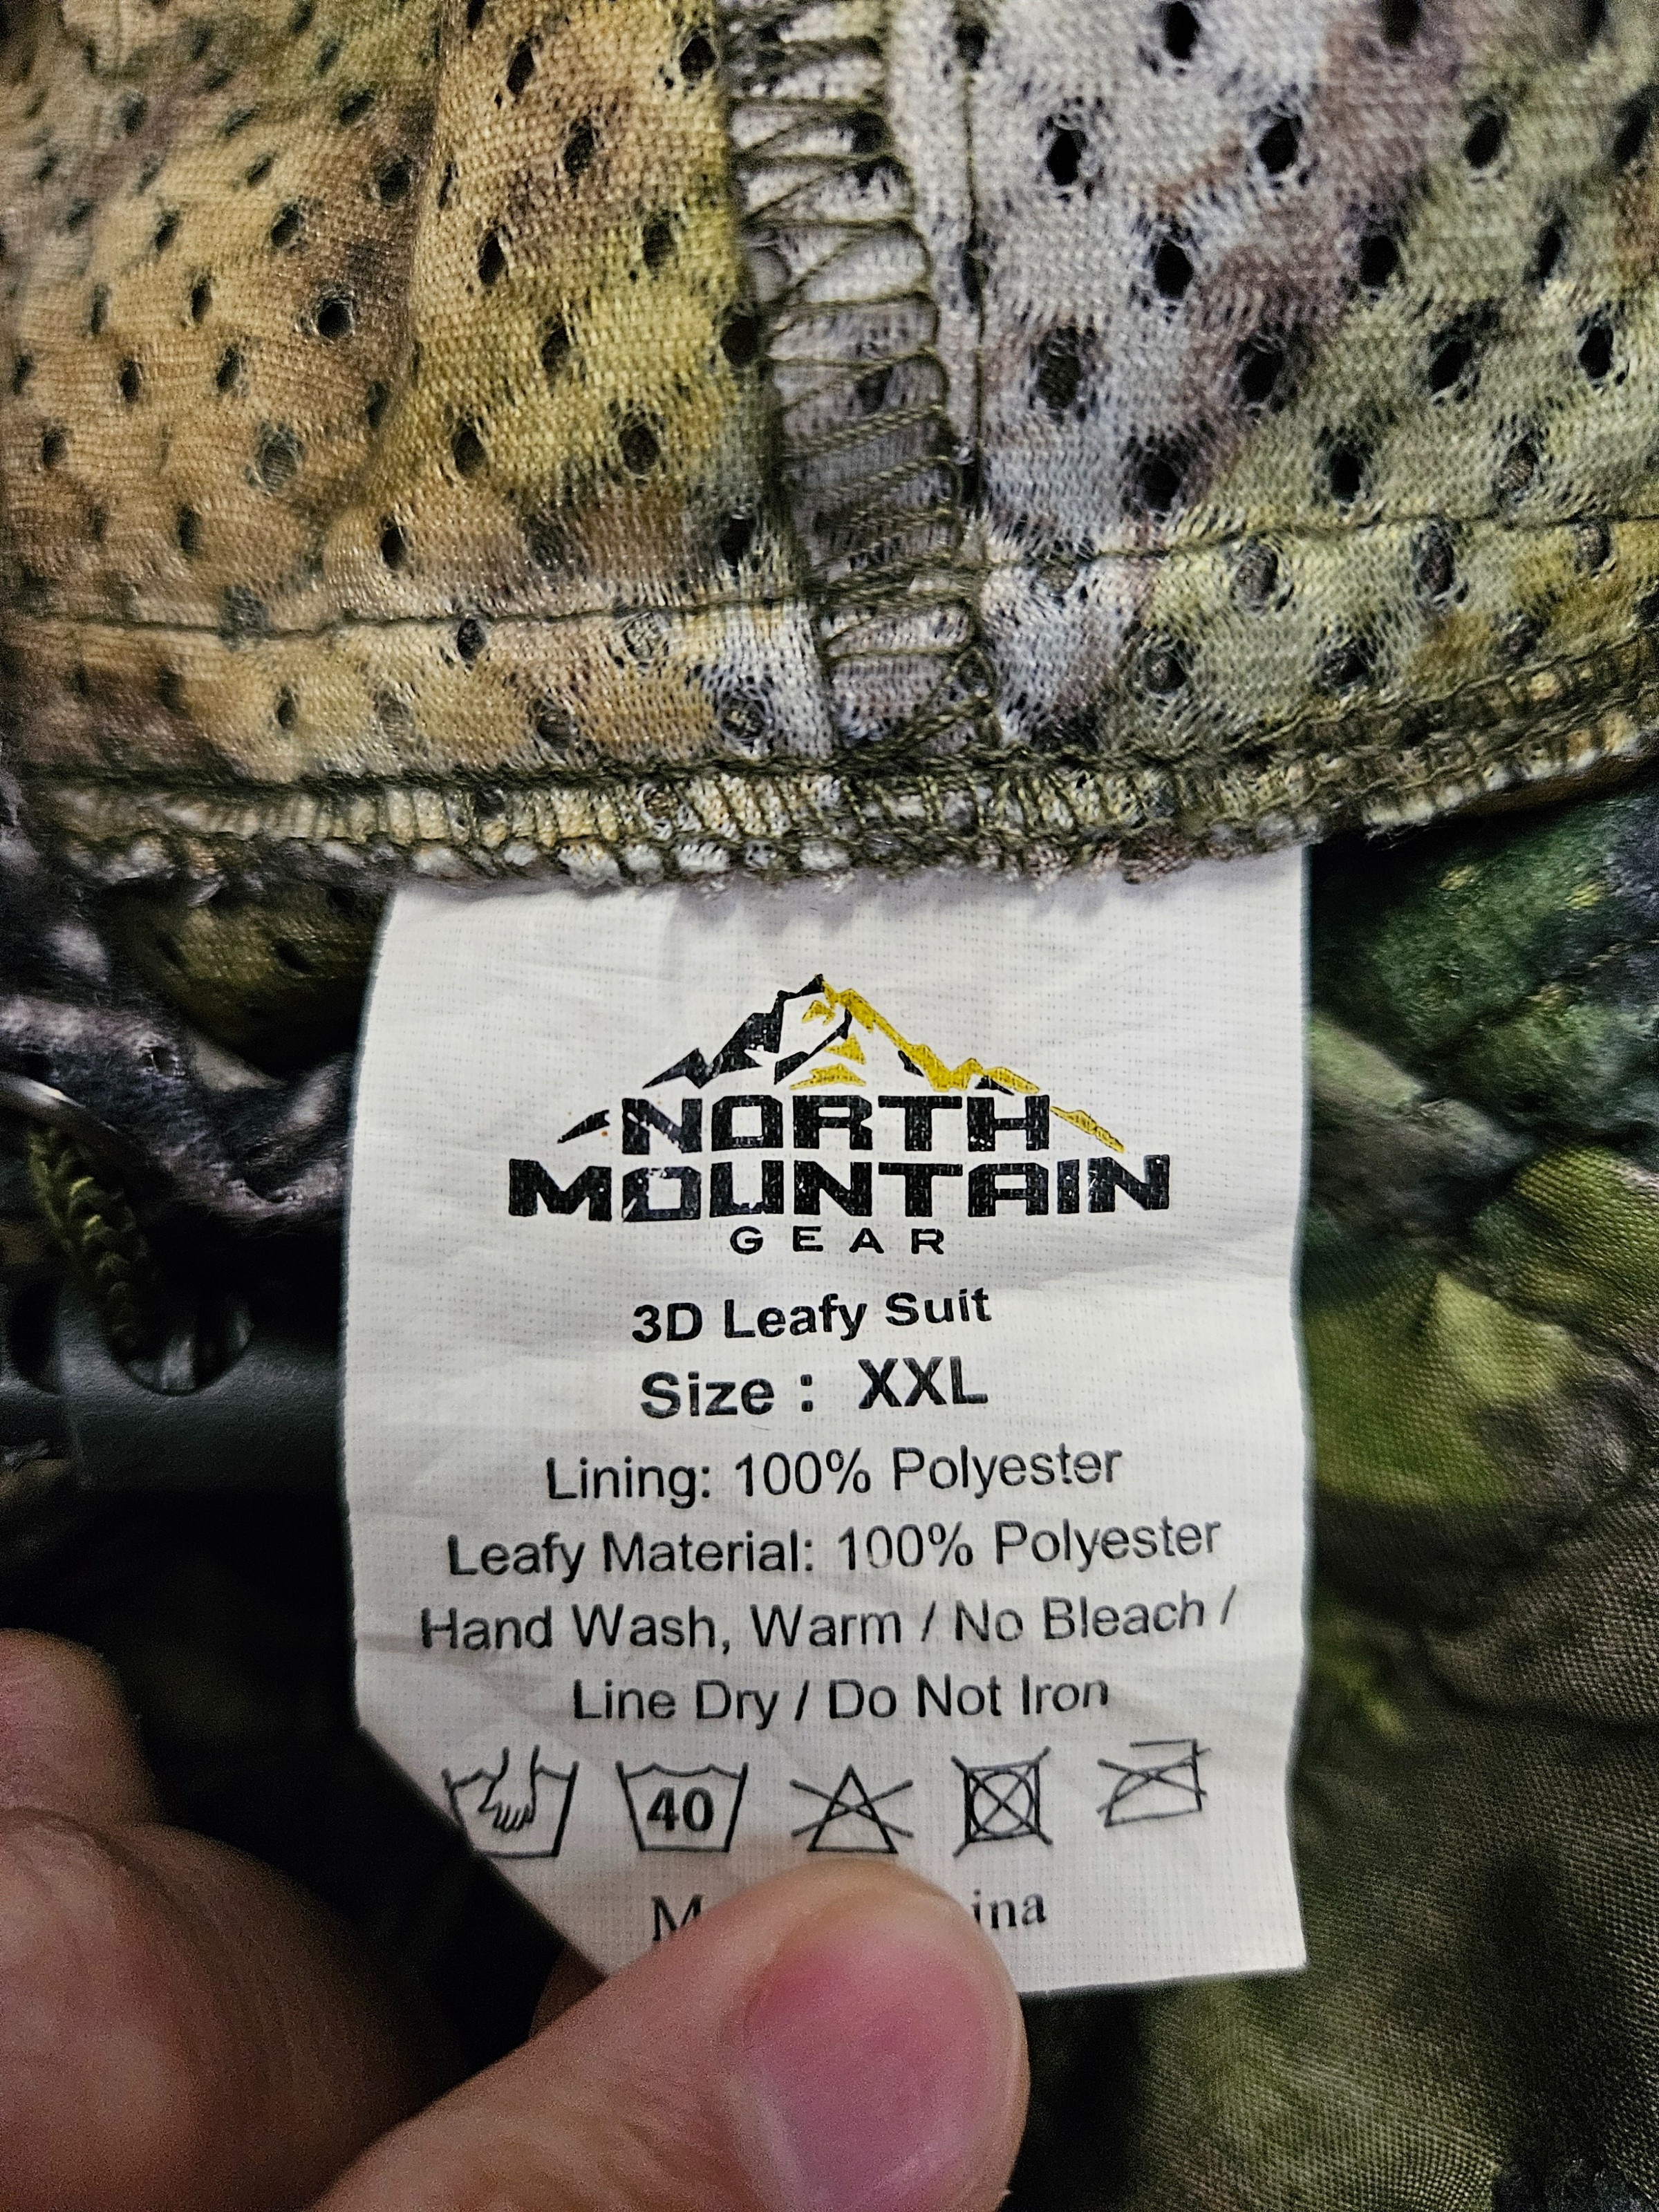 NORTH
MOUNTAIN
GEAR
3D Leafy Suit
Size : XXL
Lining: 100% Polyester
Leafy Material: 100% Polyester
Hand Wash, Warm / No Bleach /
Line Dry / Do Not Iron
40